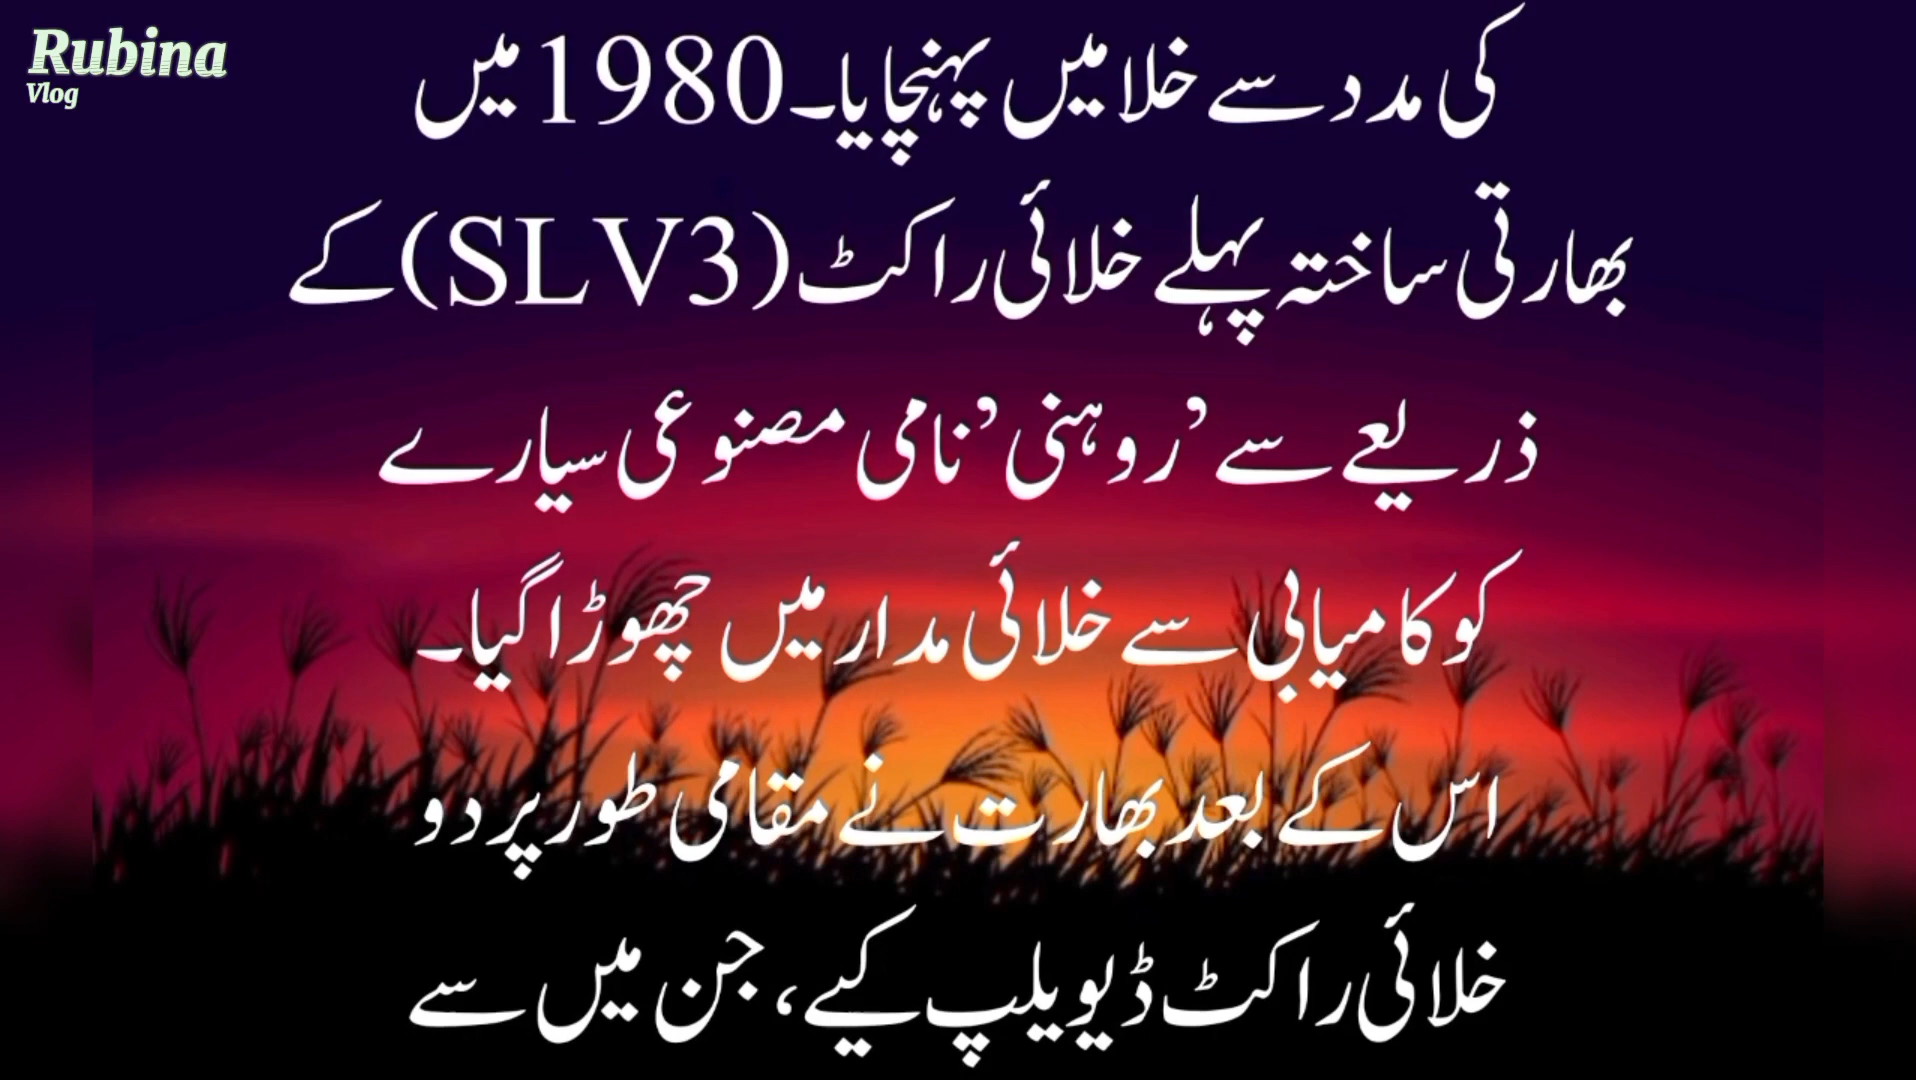 Rubina
Vlog
کی مدد سے خلا میں پہنچایا۔ 1980 میں
بھارتی ساختہ پہلے خلائی راکٹ (SLV3) کے
ذریعے سے ’روہنی’ نامی مصنوعی سیارے
کو کامیابی سے خلائی مدار میں چھوڑا گیا۔
اس کے بعد بھارت نے مقامی طور پر دو
خلائی راکٹ ڈیویلپ کیے، جن میں سے